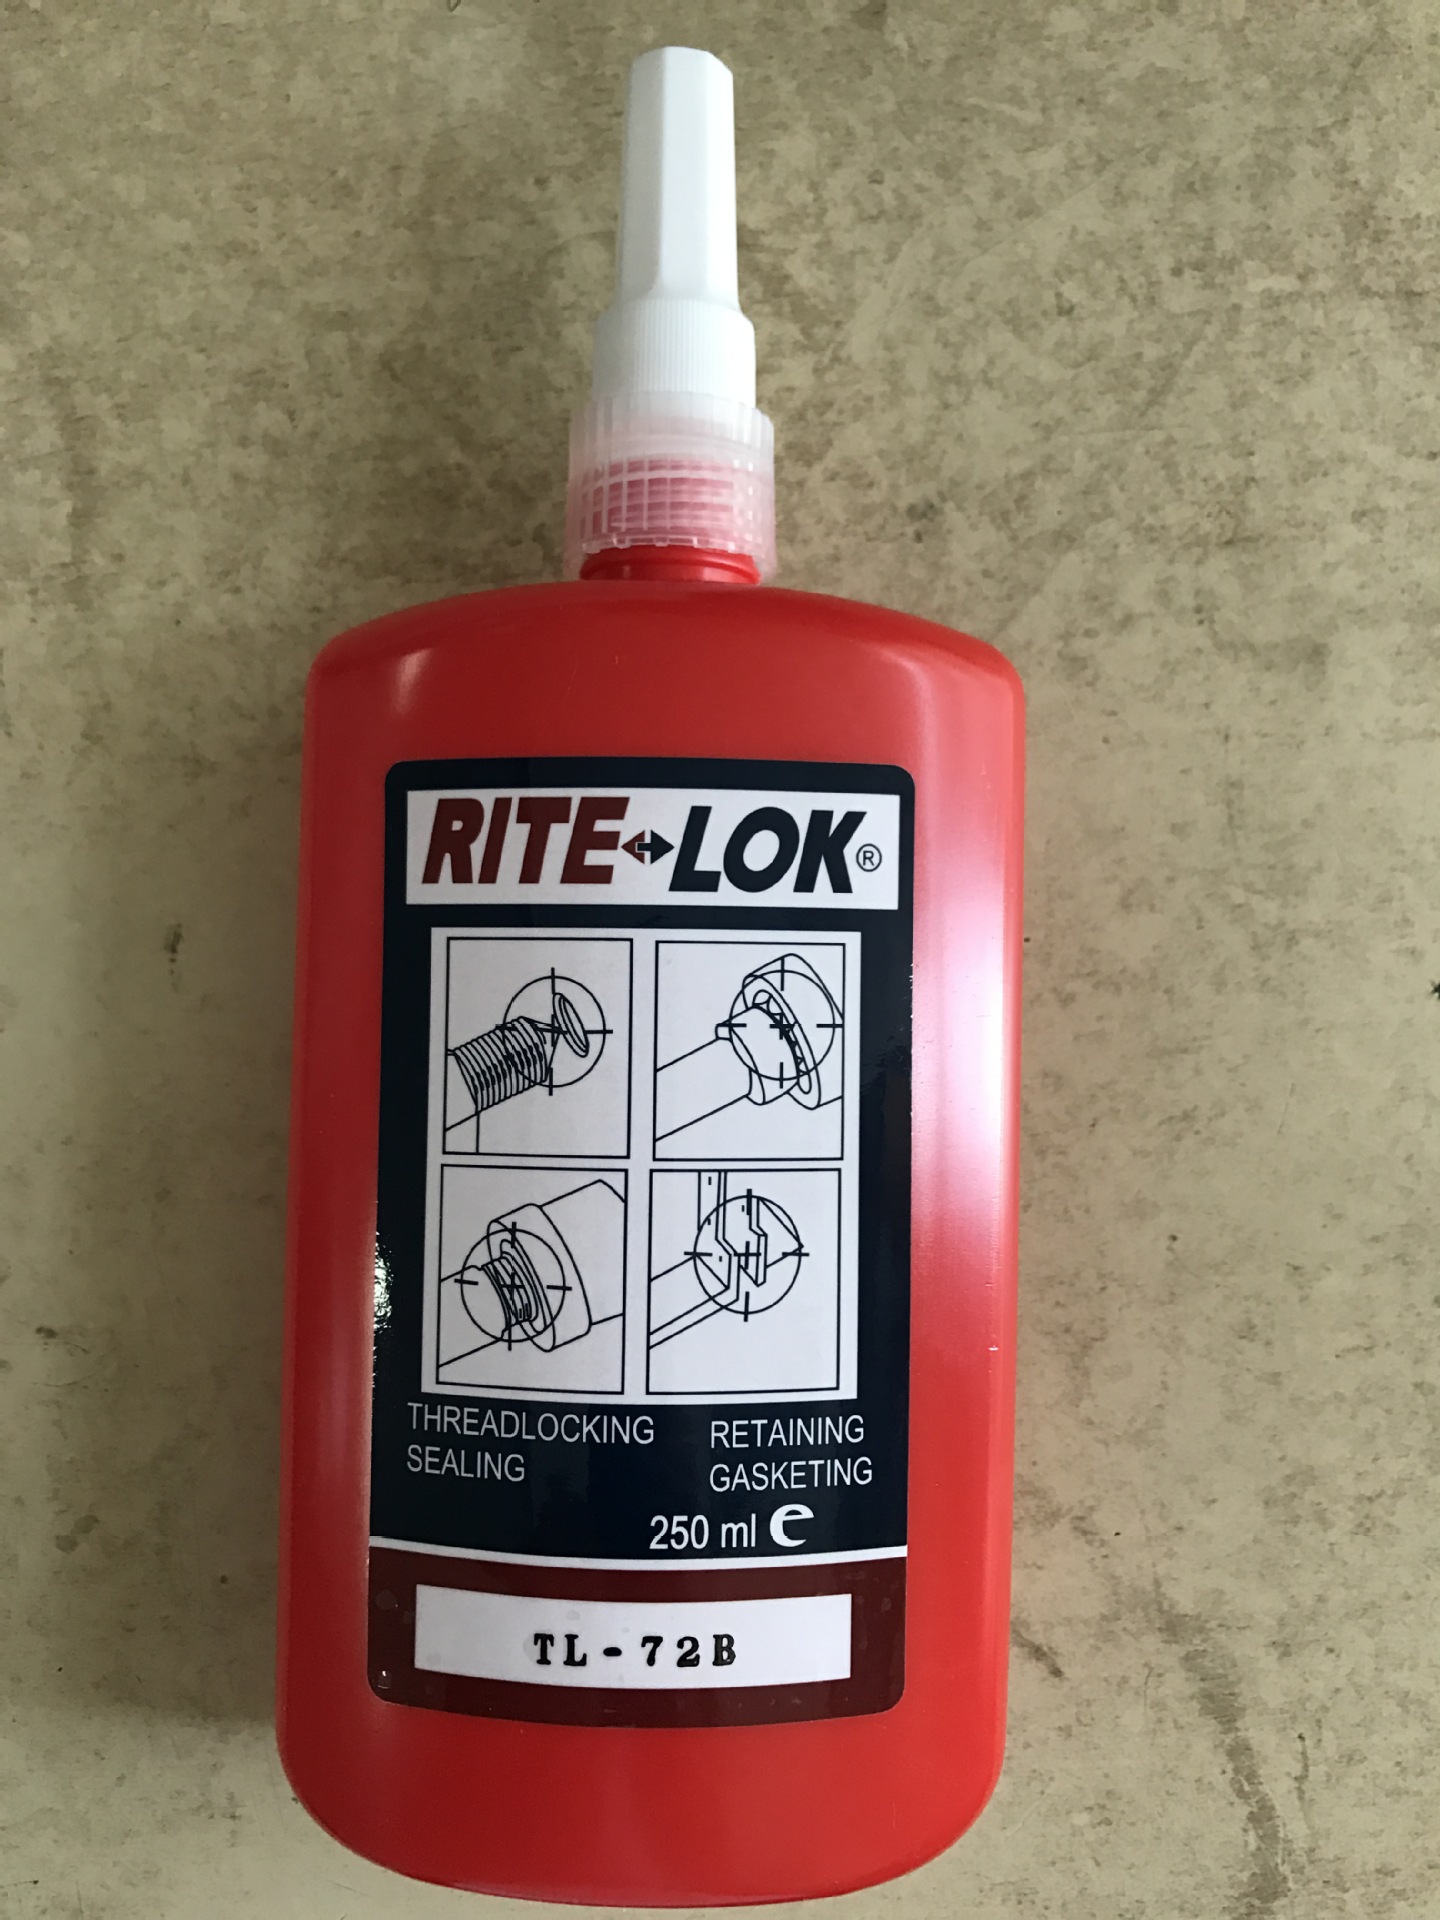 RITE LOK®
THREADLOCKING RETAINING
SEALING GASKETING
250 ml e
TL-72B